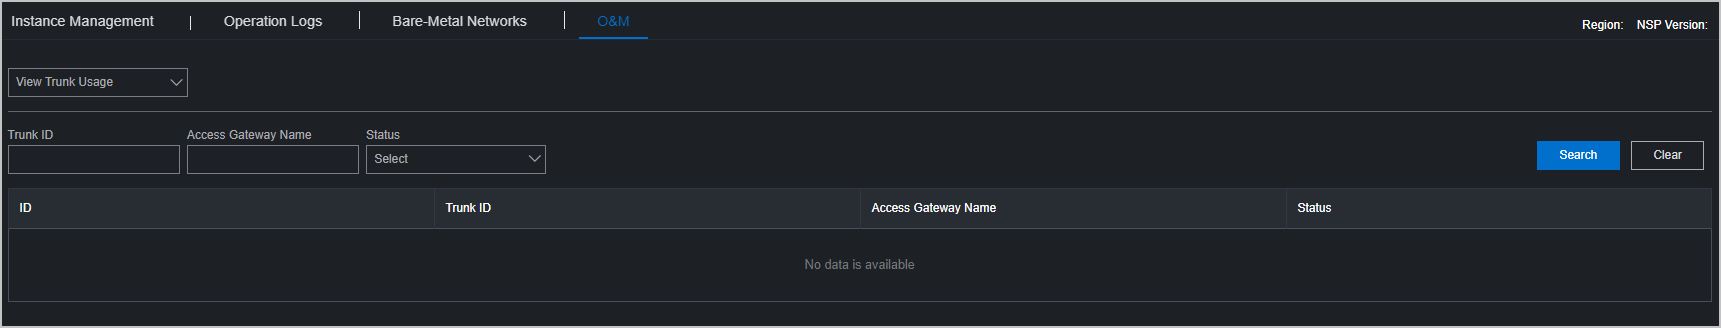 Instance Management | Operation Logs | Bare-Metal Networks | O&M
Region: NSP Version:
View Trunk Usage
Trunk ID Access Gateway Name Status
Select
Search Clear
ID Trunk ID Access Gateway Name Status
No data is available